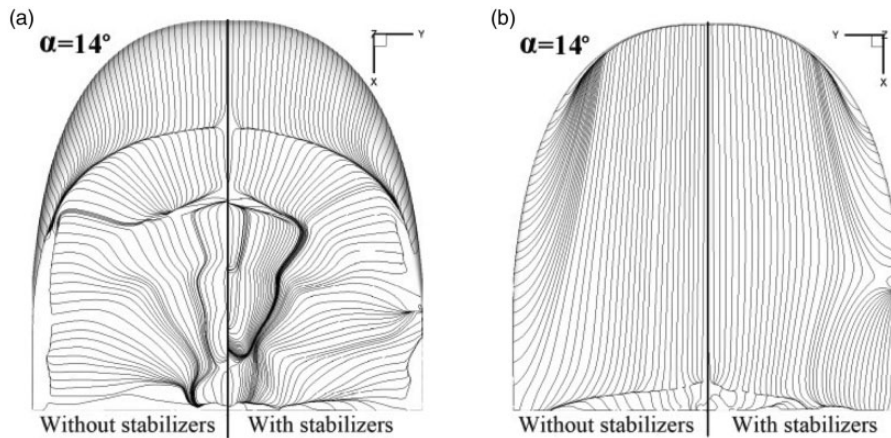 (a)
α=14°
Z Y
X
Without stabilizers
With stabilizers
(b)
α=14°
Y Z
X
Without stabilizers
With stabilizers